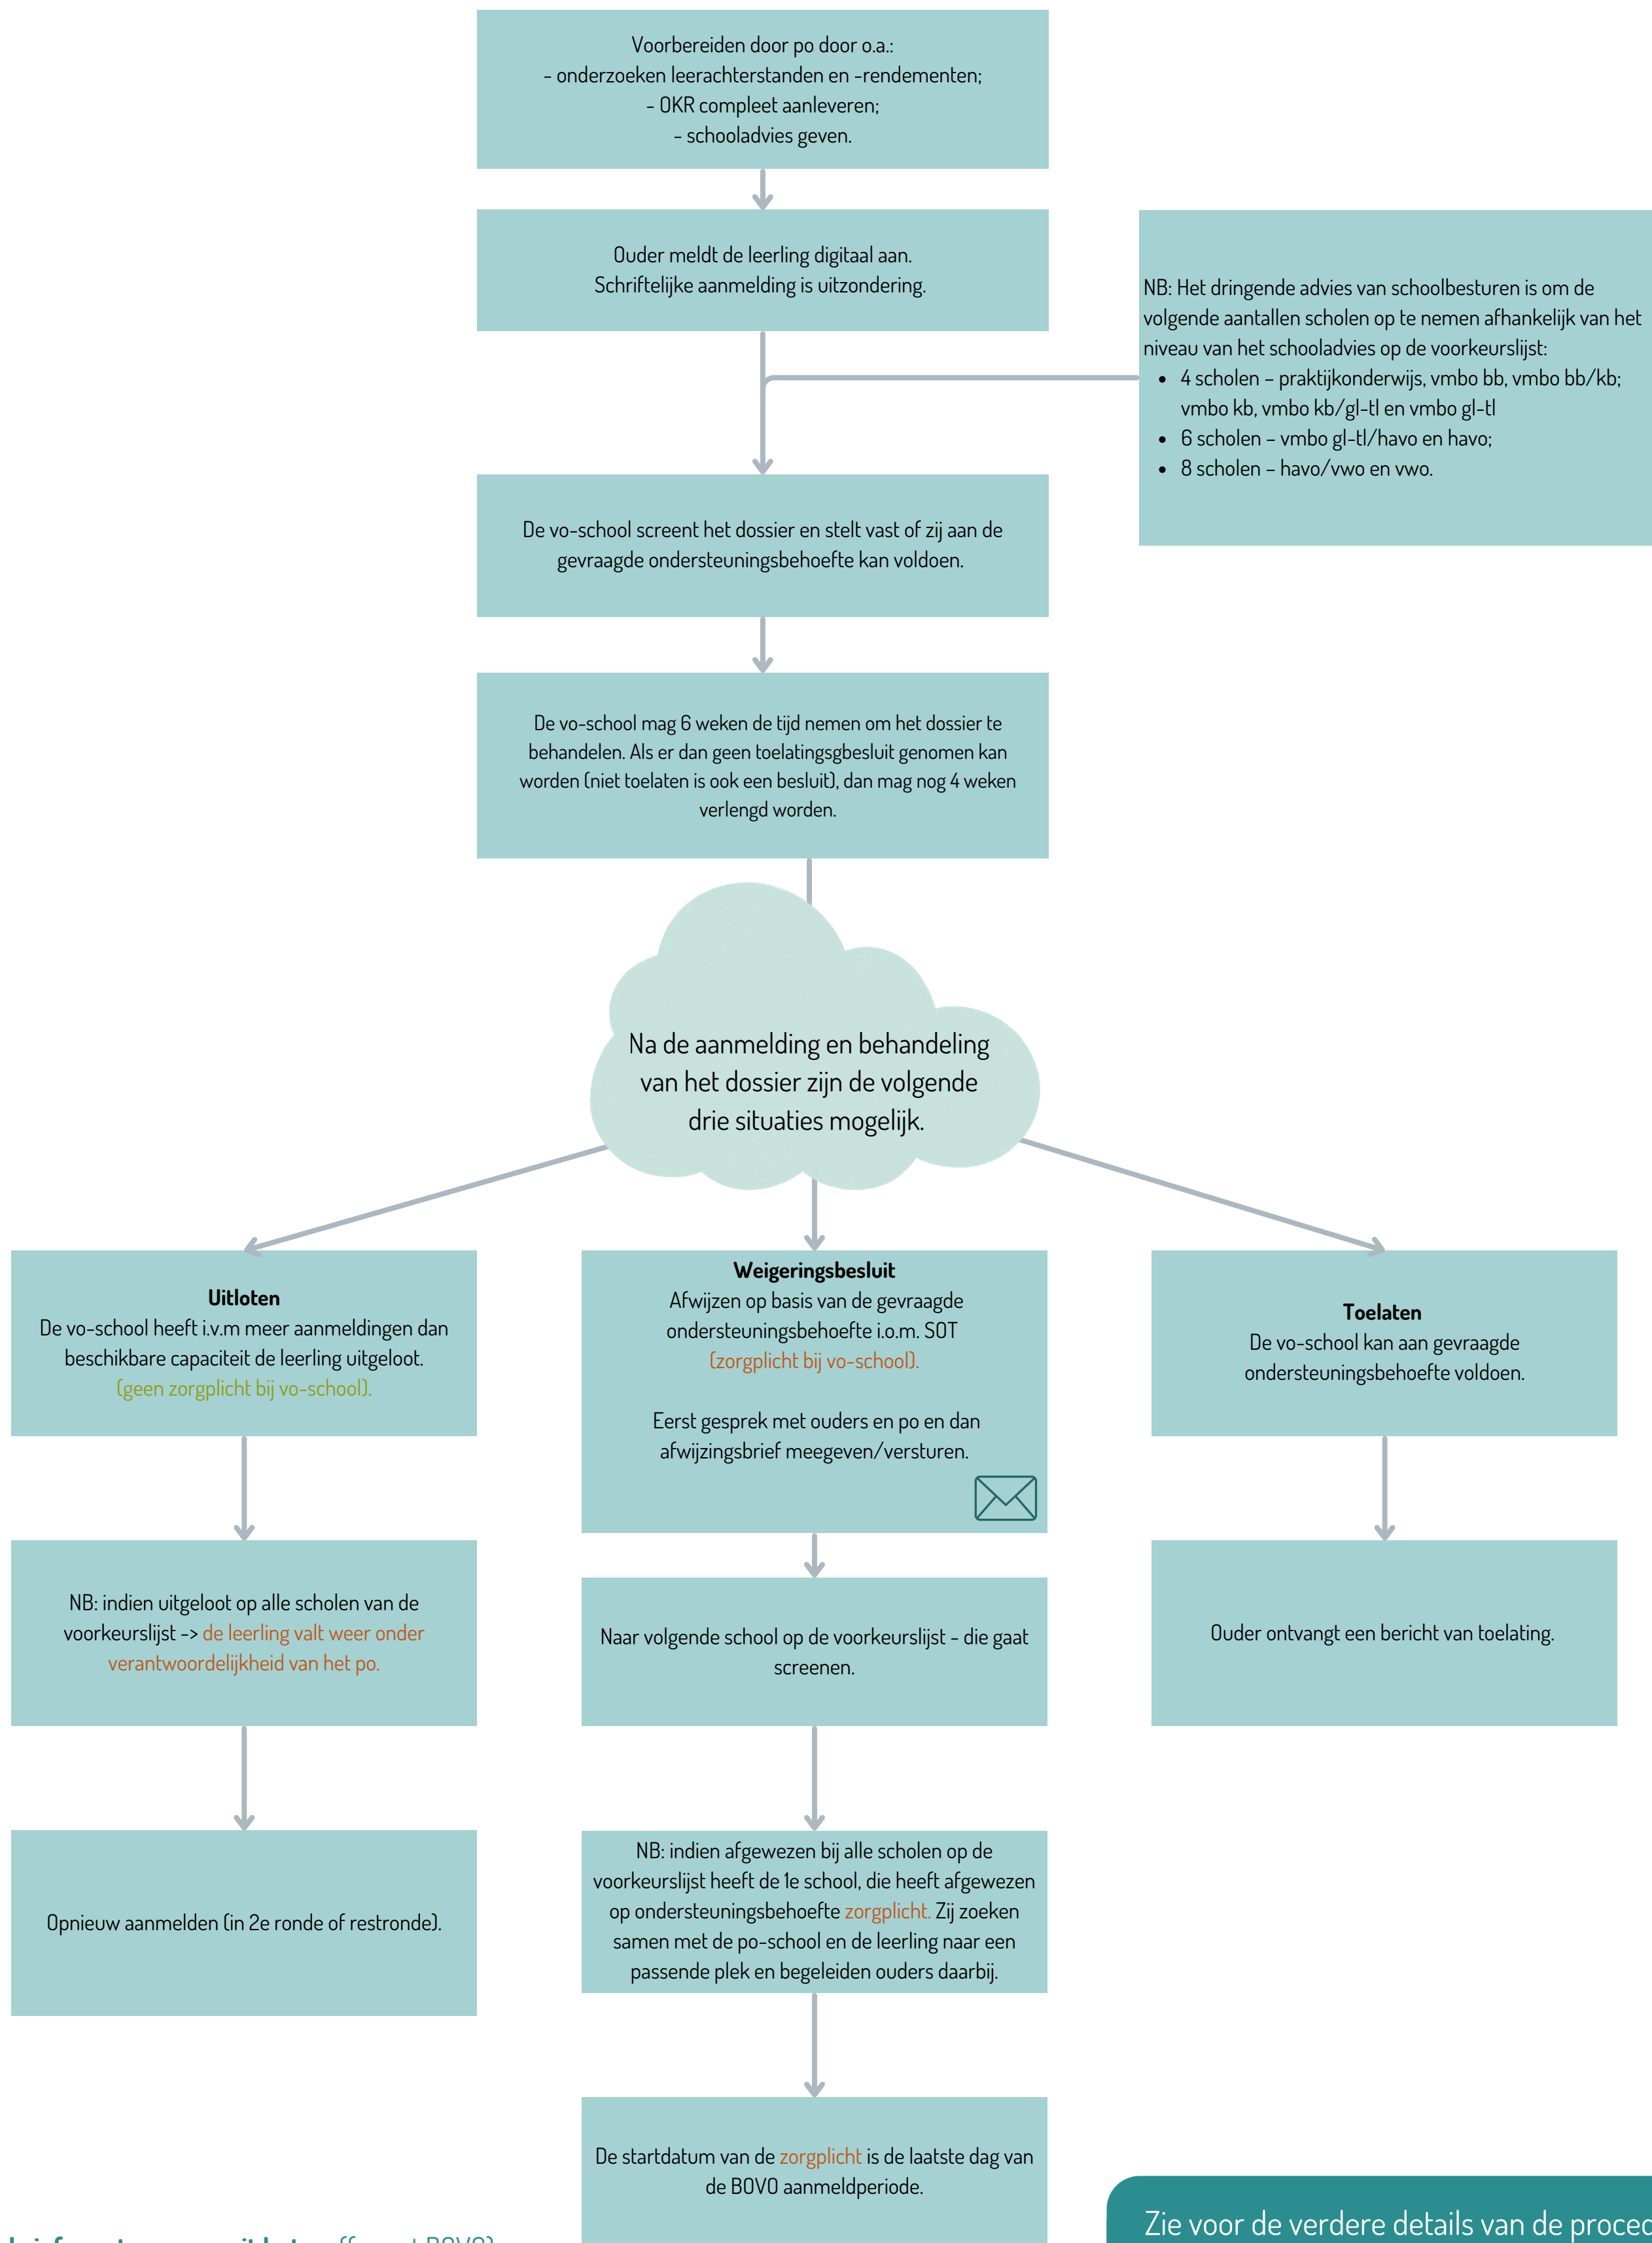 Voorbereiden door po door o.a.:
- onderzoeken leerachterstanden en -rendementen;
- OKR compleet aanleveren;
- schooladvies geven.
Ouder meldt de leerling digitaal aan.
Schriftelijke aanmelding is uitzondering.
NB: Het dringende advies van schoolbesturen is om de
volgende aantallen scholen op te nemen afhankelijk van het
niveau van het schooladvies op de voorkeurslijst:
• 4 scholen – praktijkonderwijs, vmbo bb, vmbo bb/kb;
vmbo kb, vmbo kb/gl-tl en vmbo gl-tl
• 6 scholen – vmbo gl-tl/havo en havo;
• 8 scholen – havo/vwo en vwo.
De vo-school screent het dossier en stelt vast of zij aan de
gevraagde ondersteuningsbehoefte kan voldoen.
De vo-school mag 6 weken de tijd nemen om het dossier te
behandelen. Als er dan geen toelatingsgbesluit genomen kan
worden (niet toelaten is ook een besluit), dan mag nog 4 weken
verlengd worden.
Na de aanmelding en behandeling
van het dossier zijn de volgende
drie situaties mogelijk.
Uitloten
De vo-school heeft i.v.m meer aanmeldingen dan
beschikbare capaciteit de leerling uitgeloot.
(geen zorgplicht bij vo-school).
NB: indien uitgeloot op alle scholen van de
voorkeurslijst -> de leerling valt weer onder
verantwoordelijkheid van het po.
Opnieuw aanmelden (in 2e ronde of restronde).
Weigeringsbesluit
Afwijzen op basis van de gevraagde
ondersteuningsbehoefte i.o.m. SOT
(zorgplicht bij vo-school).
Eerst gesprek met ouders en po en dan
afwijzingsbrief meegeven/versturen.
Naar volgende school op de voorkeurslijst - die gaat
screenen.
NB: indien afgewezen bij alle scholen op de
voorkeurslijst heeft de 1e school, die heeft afgewezen
op ondersteuningsbehoefte zorgplicht. Zij zoeken
samen met de po-school en de leerling naar een
passende plek en begeleiden ouders daarbij.
De startdatum van de zorgplicht is de laatste dag van
de BOVO aanmeldperiode.
Toelaten
De vo-school kan aan gevraagde
ondersteuningsbehoefte voldoen.
Ouder ontvangt een bericht van toelating.
Zie voor de verdere details van de proced